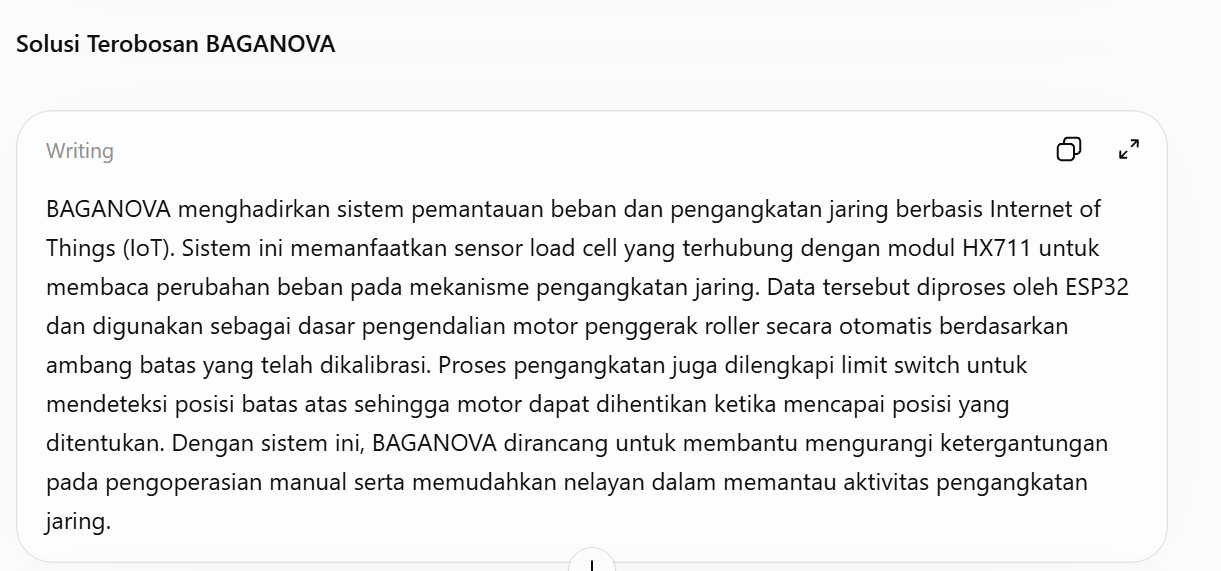 Solusi Terobosan BAGANOVA
Writing
BAGANOVA menghadirkan sistem pemantauan beban dan pengangkatan jaring berbasis Internet of
Things (IoT). Sistem ini memanfaatkan sensor load cell yang terhubung dengan modul HX711 untuk
membaca perubahan beban pada mekanisme pengangkatan jaring. Data tersebut diproses oleh ESP32
dan digunakan sebagai dasar pengendalian motor penggerak roller secara otomatis berdasarkan
ambang batas yang telah dikalibrasi. Proses pengangkatan juga dilengkapi limit switch untuk
mendeteksi posisi batas atas sehingga motor dapat dihentikan ketika mencapai posisi yang
ditentukan. Dengan sistem ini, BAGANOVA dirancang untuk membantu mengurangi ketergantungan
pada pengoperasian manual serta memudahkan nelayan dalam memantau aktivitas pengangkatan
jaring.